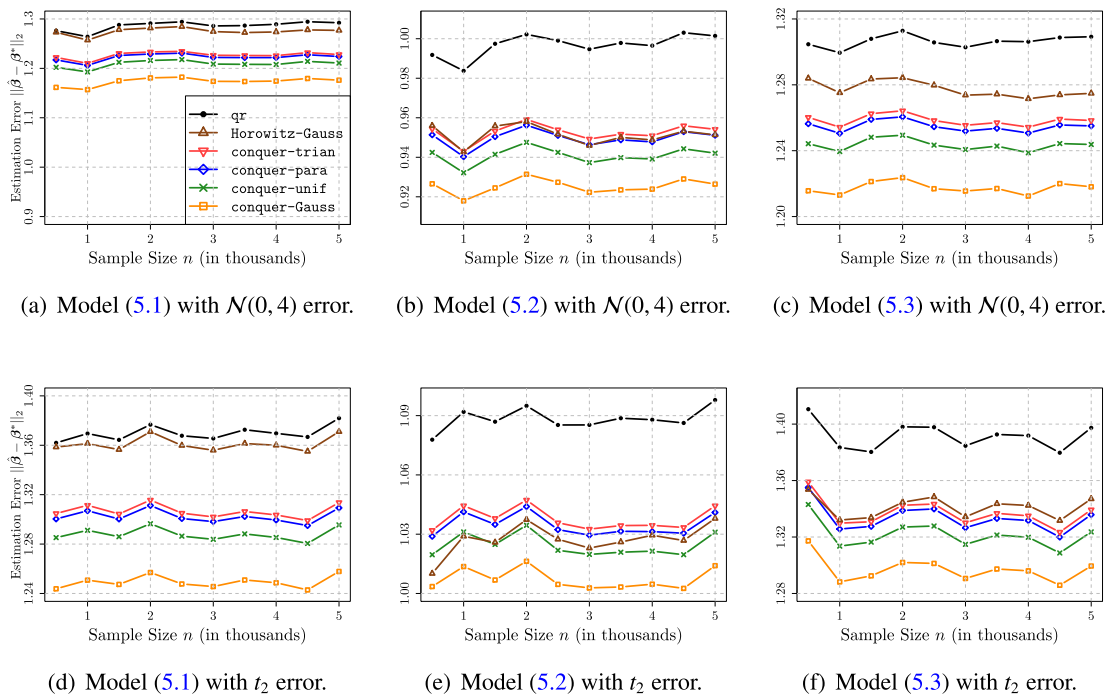 Estimation Error ||β̂ − β*||₂
0.9 1.0 1.1 1.2 1.3
qr
Horowitz-Gauss
conquer-trian
conquer-para
conquer-unif
conquer-Gauss
1 2 3 4 5
Sample Size n (in thousands)
(a) Model (5.1) with N(0, 4) error.
0.92 0.94 0.96 0.98 1.00
1 2 3 4 5
Sample Size n (in thousands)
(b) Model (5.2) with N(0, 4) error.
1.20 1.24 1.28 1.32
1 2 3 4 5
Sample Size n (in thousands)
(c) Model (5.3) with N(0, 4) error.
Estimation Error ||β̂ − β*||₂
1.24 1.28 1.32 1.36 1.40
1 2 3 4 5
Sample Size n (in thousands)
(d) Model (5.1) with t₂ error.
1.00 1.03 1.06 1.09
1 2 3 4 5
Sample Size n (in thousands)
(e) Model (5.2) with t₂ error.
1.28 1.32 1.36 1.40
1 2 3 4 5
Sample Size n (in thousands)
(f) Model (5.3) with t₂ error.